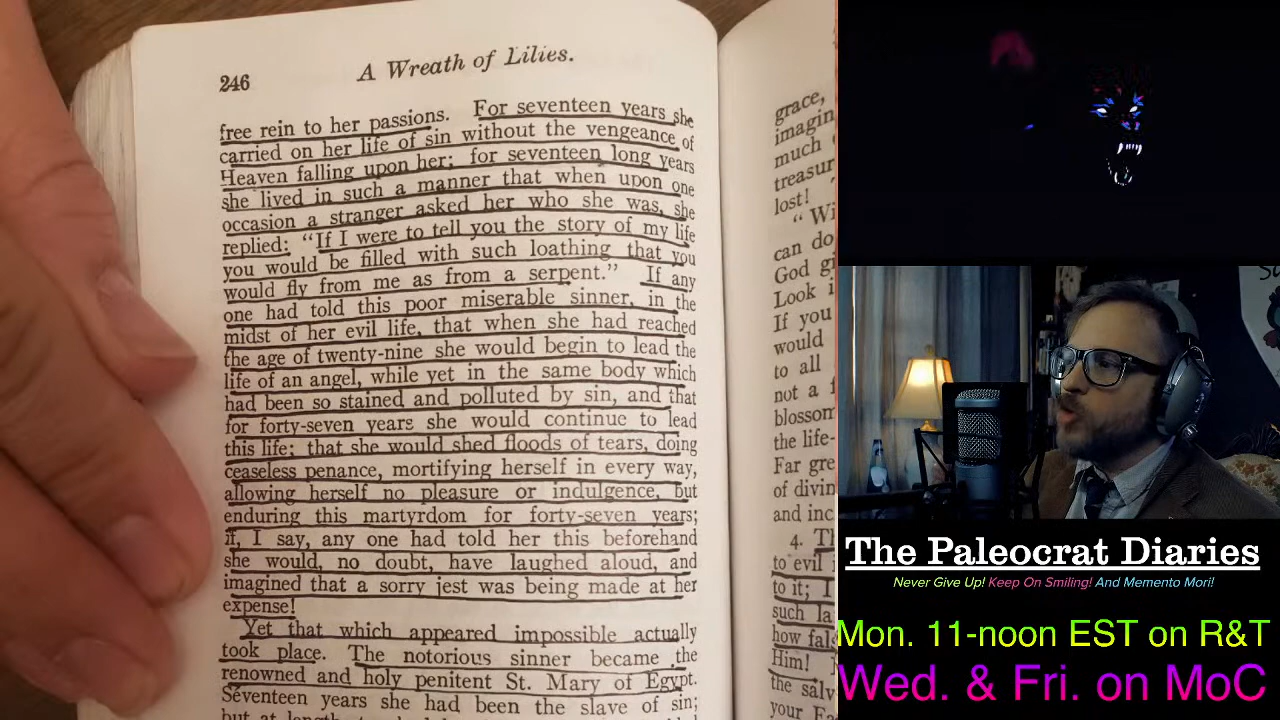 246
A Wreath of Lilies.
free rein to her passions. For seventeen years she
carried on her life of sin without the vengeance of
Heaven falling upon her; for seventeen long years
she lived in such a manner that when upon one
occasion a stranger asked her who she was, she
replied: “If I were to tell you the story of my life
you would be filled with such loathing that you
would fly from me as from a serpent.” If any
one had told this poor miserable sinner, in the
midst of her evil life, that when she had reached
the age of twenty-nine she would begin to lead the
life of an angel, while yet in the same body which
had been so stained and polluted by sin, and that
for forty-seven years she would continue to lead
this life; that she would shed floods of tears, doing
ceaseless penance, mortifying herself in every way,
allowing herself no pleasure or indulgence, but
enduring this martyrdom for forty-seven years;
if, I say, any one had told her this beforehand
she would, no doubt, have laughed aloud, and
imagined that a sorry jest was being made at her
expense!
Yet that which appeared impossible actually
took place. The notorious sinner became the
renowned and holy penitent St. Mary of Egypt.
Seventeen years she had been the slave of sin;
but at
grace,
imagin
much
treasur
lost!
“ Wi
can do
God g
Look i
If you
would
to all
not a
blossom
the life-
Far gre
of divin
and inc
4. T
to evil
to it; I
such la
how fal
Him!
the salv
your Fa
The Paleocrat Diaries
Never Give Up! Keep On Smiling! And Memento Mori!
Mon. 11-noon EST on R&T
Wed. & Fri. on MoC